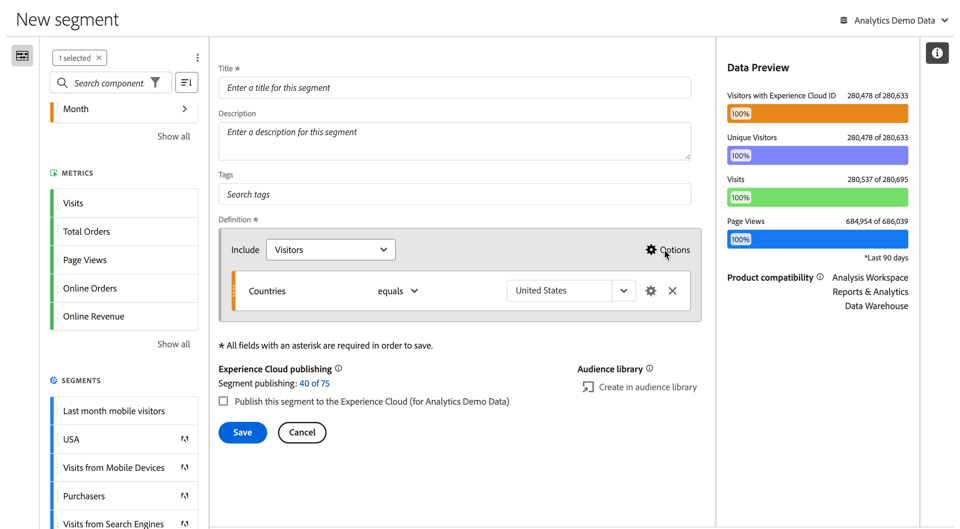 New segment
Analytics Demo Data
1 selected
Search component
Month
Show all
METRICS
Visits
Total Orders
Page Views
Online Orders
Online Revenue
Show all
SEGMENTS
Last month mobile visitors
USA
Visits from Mobile Devices
Purchasers
Visits from Search Engines
Title *
Enter a title for this segment
Description
Enter a description for this segment
Tags
Search tags
Definition *
Include Visitors Options
Countries equals United States
* All fields with an asterisk are required in order to save.
Experience Cloud publishing
Segment publishing: 40 of 75
Publish this segment to the Experience Cloud (for Analytics Demo Data)
Audience library
Create in audience library
Save Cancel
Data Preview
Visitors with Experience Cloud ID 280,478 of 280,633
100%
Unique Visitors 280,478 of 280,633
100%
Visits 280,537 of 280,695
100%
Page Views 684,954 of 686,039
100%
*Last 90 days
Product compatibility Analysis Workspace
Reports & Analytics
Data Warehouse